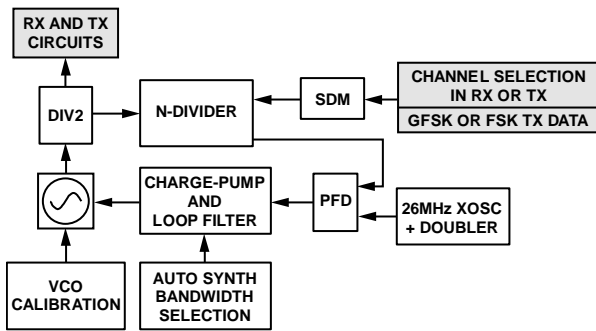 RX AND TX
CIRCUITS
DIV2
N-DIVIDER
SDM
CHANNEL SELECTION
IN RX OR TX
GFSK OR FSK TX DATA
CHARGE-PUMP
AND
LOOP FILTER
PFD
26MHz XOSC
+ DOUBLER
VCO
CALIBRATION
AUTO SYNTH
BANDWIDTH
SELECTION